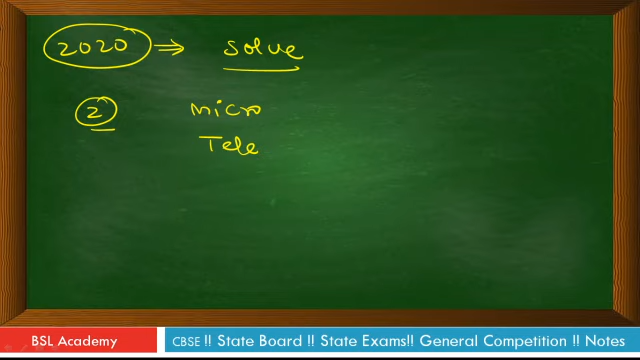 2020 ⇒ solve
2 micro
Tele
BSL Academy
CBSE !! State Board !! State Exams!! General Competition !! Notes